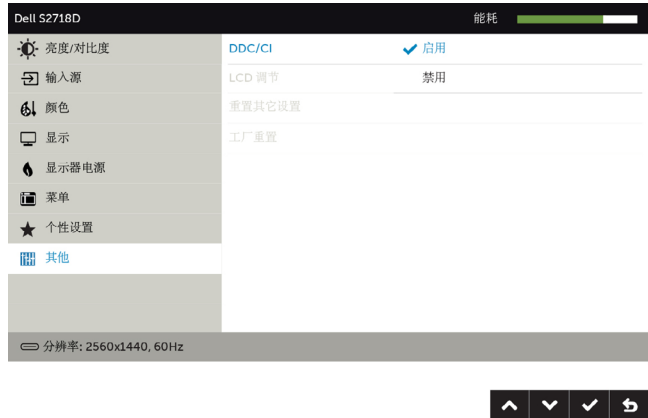 Dell S2718D 能耗
亮度/对比度 DDC/CI 启用
输入源 LCD 调节 禁用
颜色 重置其它设置
显示 工厂重置
显示器电源
菜单
个性设置
其他
分辨率: 2560x1440, 60Hz